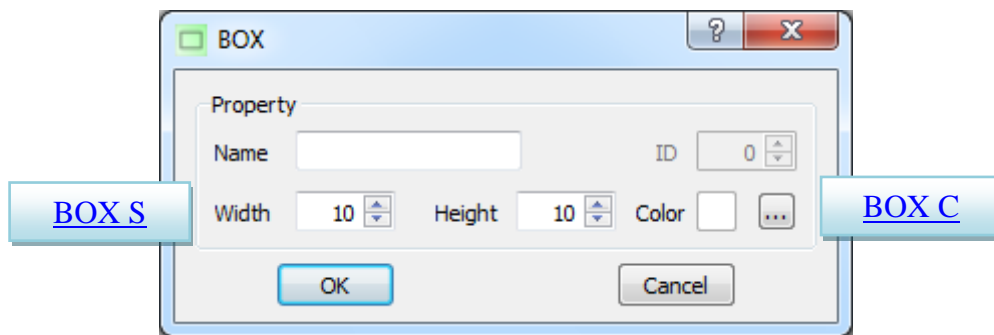 BOX
Property
Name ID 0
BOX S Width 10 Height 10 Color ... BOX C
OK Cancel